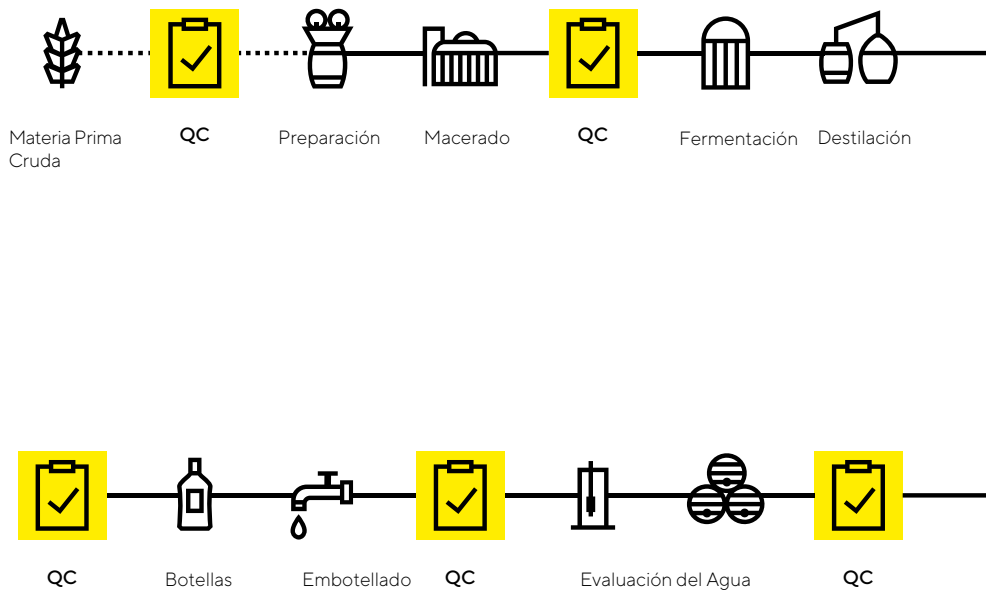 Materia Prima
Cruda
QC
Preparación
Macerado
QC
Fermentación
Destilación
QC
Botellas
Embotellado
QC
Evaluación del Agua
QC